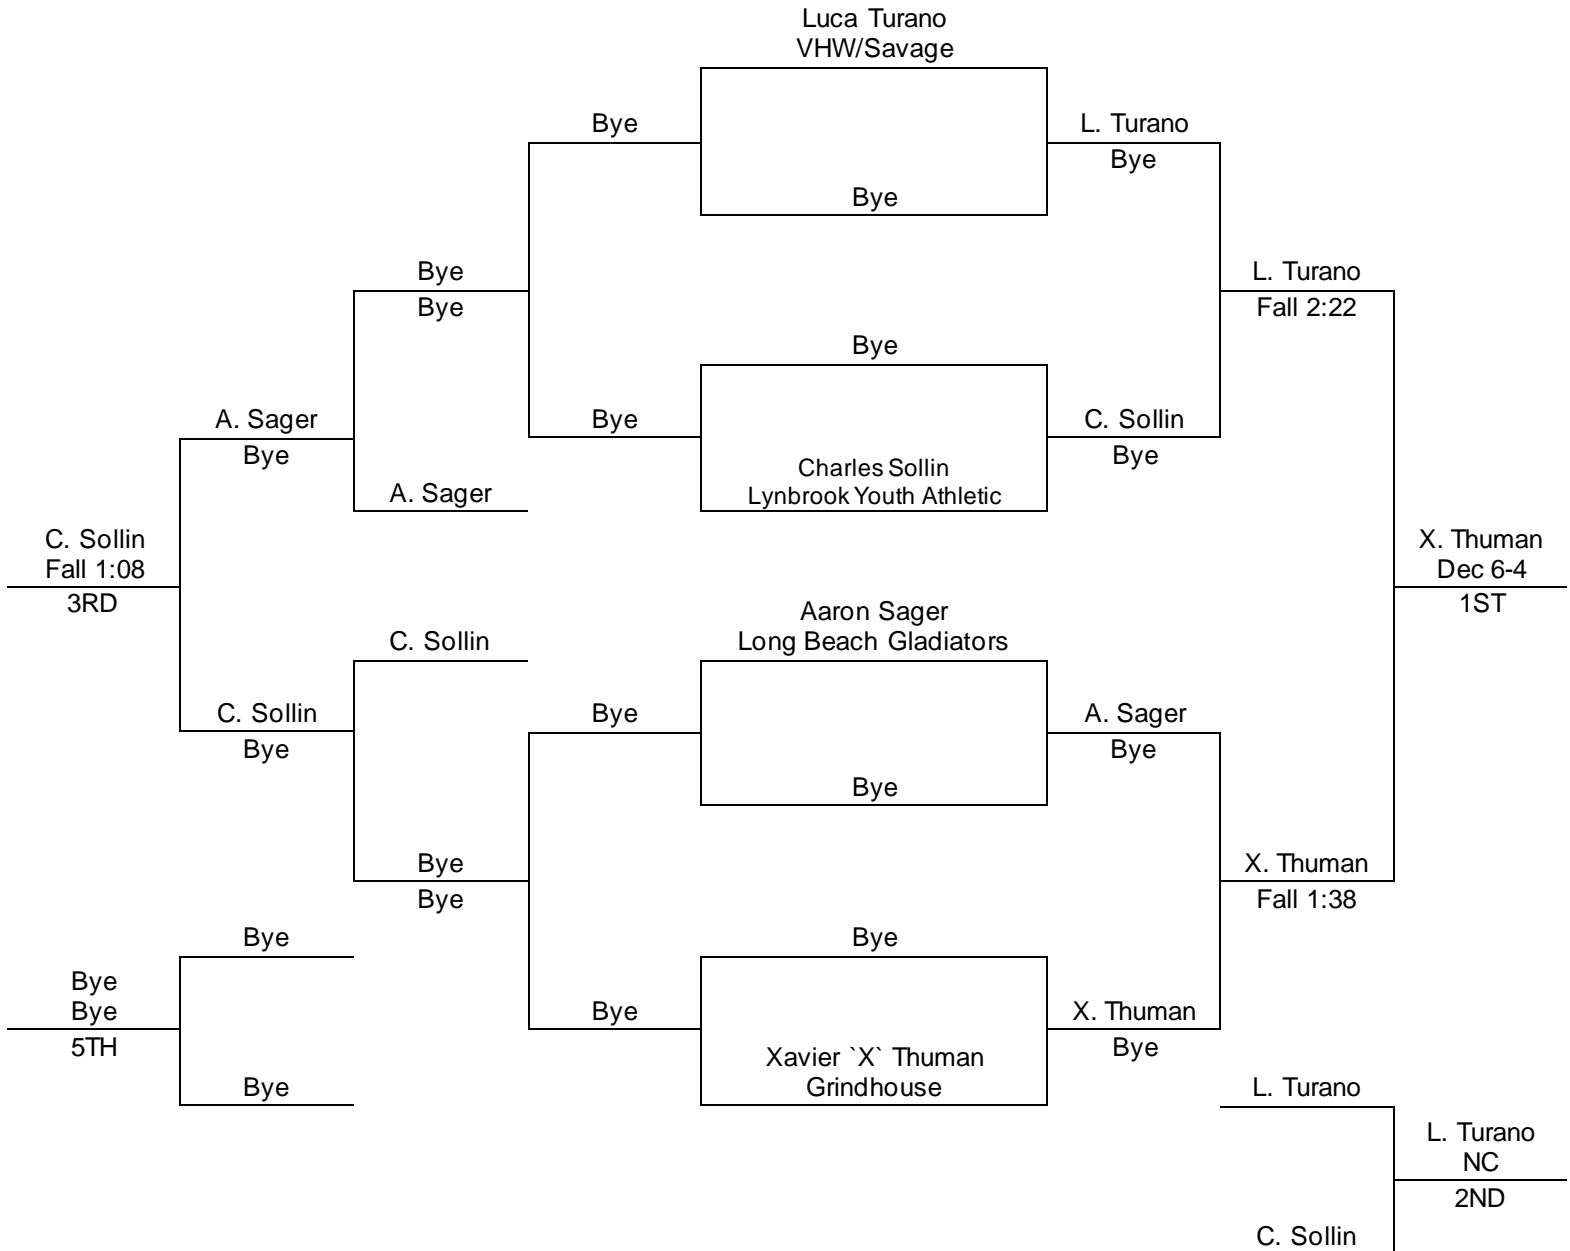 Luca Turano
VHW/Savage
Bye
L. Turano
Bye
Bye
Bye
Bye
L. Turano
Fall 2:22
Bye
A. Sager
Bye
Bye
C. Sollin
Bye
Charles Sollin
Lynbrook Youth Athletic
A. Sager
C. Sollin
Fall 1:08
3RD
X. Thuman
Dec 6-4
1ST
Aaron Sager
Long Beach Gladiators
C. Sollin
C. Sollin
Bye
Bye
A. Sager
Bye
Bye
Bye
Bye
X. Thuman
Fall 1:38
Bye
Bye
Bye
Bye
5TH
Bye
X. Thuman
Bye
Xavier `X` Thuman
Grindhouse
Bye
L. Turano
L. Turano
NC
2ND
C. Sollin